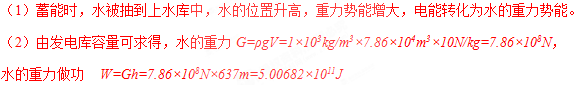 （1）蓄能时，水被抽到上水库中，水的位置升高，重力势能增大，电能转化为水的重力势能。
（2）由发电库容量可求得，水的重力 G=ρgV=1×10³kg/m³×7.86×10⁴m³×10N/kg=7.86×10⁸N，
水的重力做功 W=Gh=7.86×10⁸N×637m=5.00682×10¹¹J